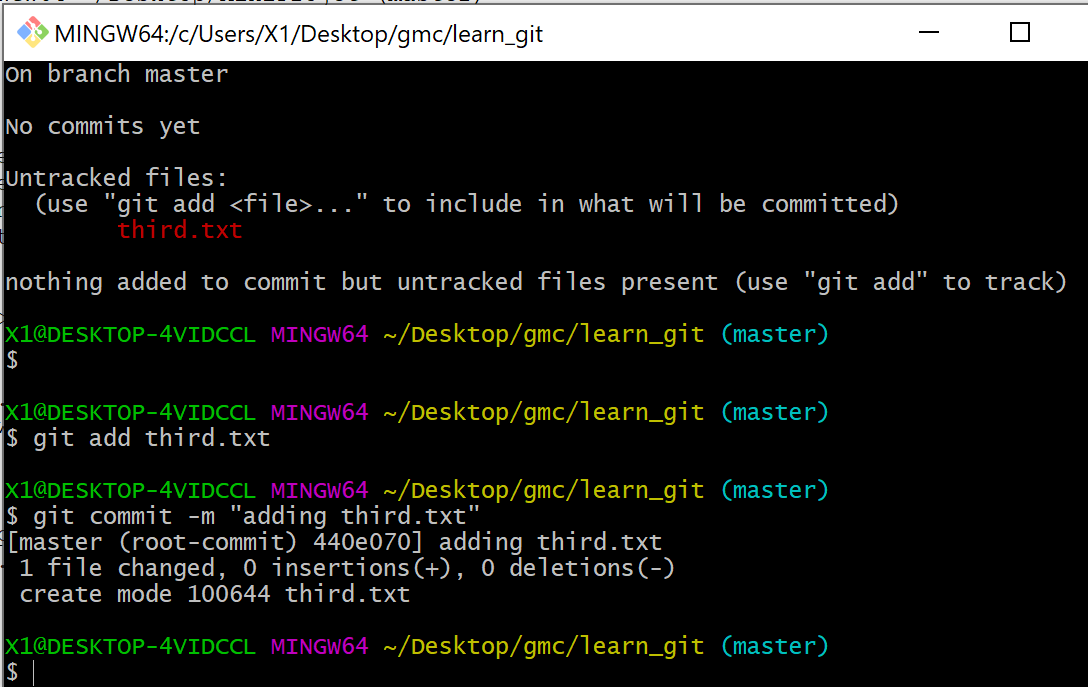 MINGW64:/c/Users/X1/Desktop/gmc/learn_git
On branch master
No commits yet
Untracked files:
(use "git add <file>..." to include in what will be committed)
third.txt
nothing added to commit but untracked files present (use "git add" to track)
X1@DESKTOP-4VIDCCL MINGW64 ~/Desktop/gmc/learn_git (master)
$
X1@DESKTOP-4VIDCCL MINGW64 ~/Desktop/gmc/learn_git (master)
$ git add third.txt
X1@DESKTOP-4VIDCCL MINGW64 ~/Desktop/gmc/learn_git (master)
$ git commit -m "adding third.txt"
[master (root-commit) 440e070] adding third.txt
1 file changed, 0 insertions(+), 0 deletions(-)
create mode 100644 third.txt
X1@DESKTOP-4VIDCCL MINGW64 ~/Desktop/gmc/learn_git (master)
$